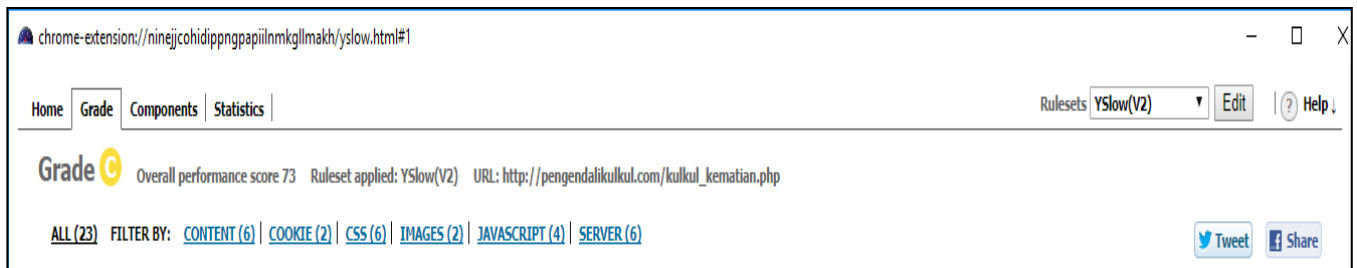 chrome-extension://ninejjcohidippngpapiilnmkgllmakh/yslow.html#1
Home Grade Components Statistics Rulesets YSlow(V2) Edit ? Help ↓
Grade C Overall performance score 73 Ruleset applied: YSlow(V2) URL: http://pengendalikulkul.com/kulkul_kematian.php
ALL (23) FILTER BY: CONTENT (6) | COOKIE (2) | CSS (6) | IMAGES (2) | JAVASCRIPT (4) | SERVER (6) Tweet Share